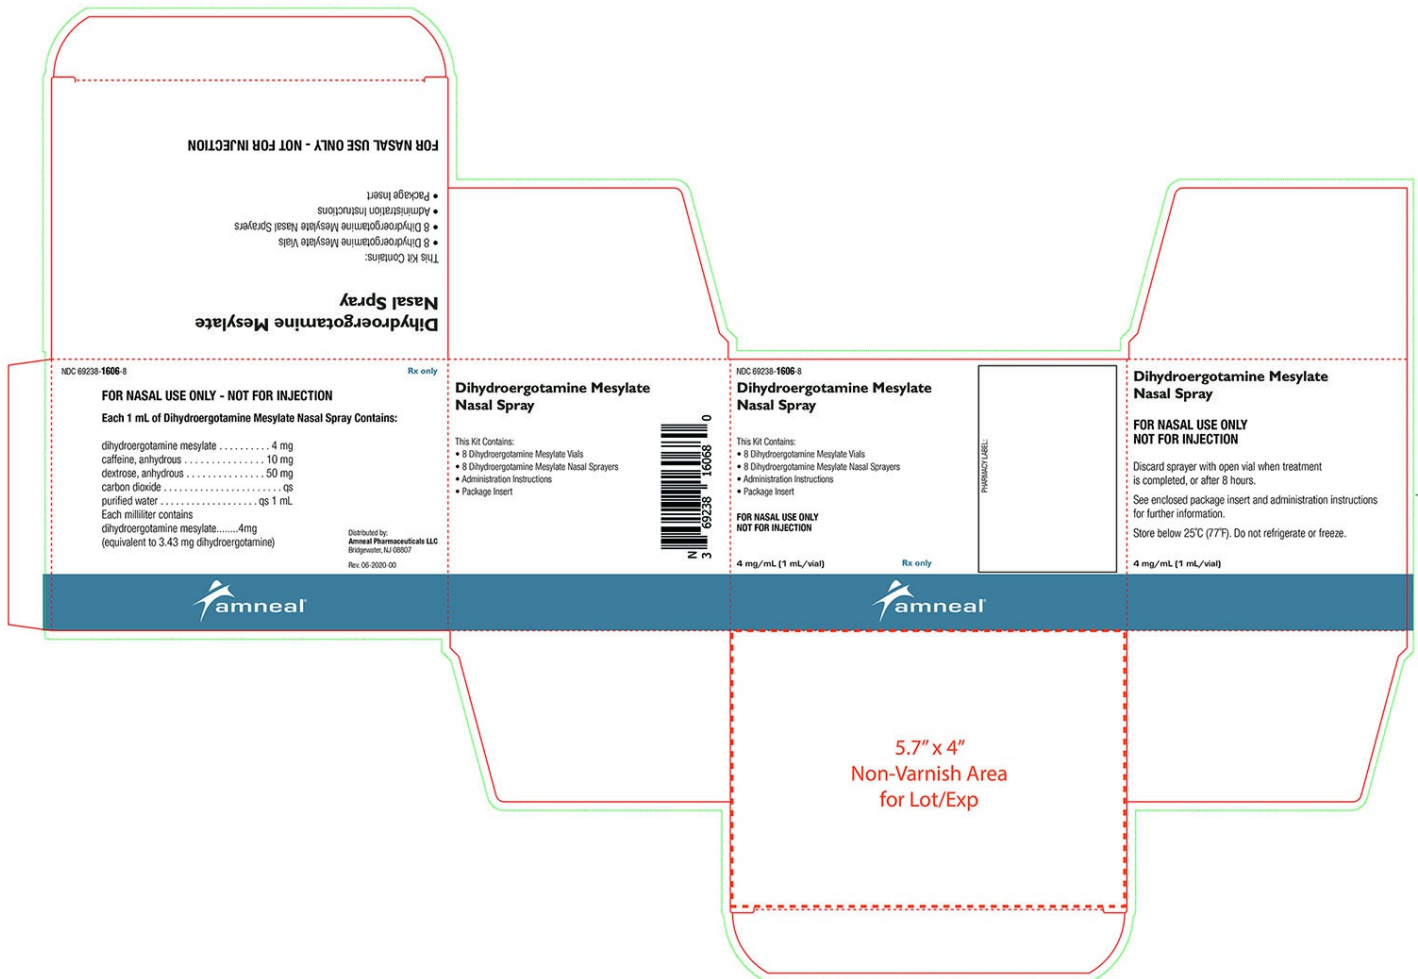 FOR NASAL USE ONLY - NOT FOR INJECTION
• Package Insert
• Administration Instructions
• 8 Dihydroergotamine Mesylate Nasal Sprayers
• 8 Dihydroergotamine Mesylate Vials
This Kit Contains:
Nasal Spray
Dihydroergotamine Mesylate
NDC 69238-1606-8
Rx only
FOR NASAL USE ONLY - NOT FOR INJECTION
Each 1 mL of Dihydroergotamine Mesylate Nasal Spray Contains:
dihydroergotamine mesylate . . . . . . . . . . 4 mg
caffeine, anhydrous . . . . . . . . . . . . . . . 10 mg
dextrose, anhydrous . . . . . . . . . . . . . . . 50 mg
carbon dioxide . . . . . . . . . . . . . . . . . . . . . . qs
purified water . . . . . . . . . . . . . . . . . . qs 1 mL
Each milliliter contains
dihydroergotamine mesylate........4mg
(equivalent to 3.43 mg dihydroergotamine)
Distributed by:
Amneal Pharmaceuticals LLC
Bridgewater, NJ 08807
Rev. 06-2020-00
amneal®
Dihydroergotamine Mesylate
Nasal Spray
This Kit Contains:
• 8 Dihydroergotamine Mesylate Vials
• 8 Dihydroergotamine Mesylate Nasal Sprayers
• Administration Instructions
• Package Insert
N
3 69238 16068 0
NDC 69238-1606-8
Dihydroergotamine Mesylate
Nasal Spray
This Kit Contains:
• 8 Dihydroergotamine Mesylate Vials
• 8 Dihydroergotamine Mesylate Nasal Sprayers
• Administration Instructions
• Package Insert
FOR NASAL USE ONLY
NOT FOR INJECTION
4 mg/mL (1 mL/vial)
Rx only
PHARMACY LABEL:
amneal®
Dihydroergotamine Mesylate
Nasal Spray
FOR NASAL USE ONLY
NOT FOR INJECTION
Discard sprayer with open vial when treatment
is completed, or after 8 hours.
See enclosed package insert and administration instructions
for further information.
Store below 25˚C (77˚F). Do not refrigerate or freeze.
4 mg/mL (1 mL/vial)
5.7” x 4”
Non-Varnish Area
for Lot/Exp